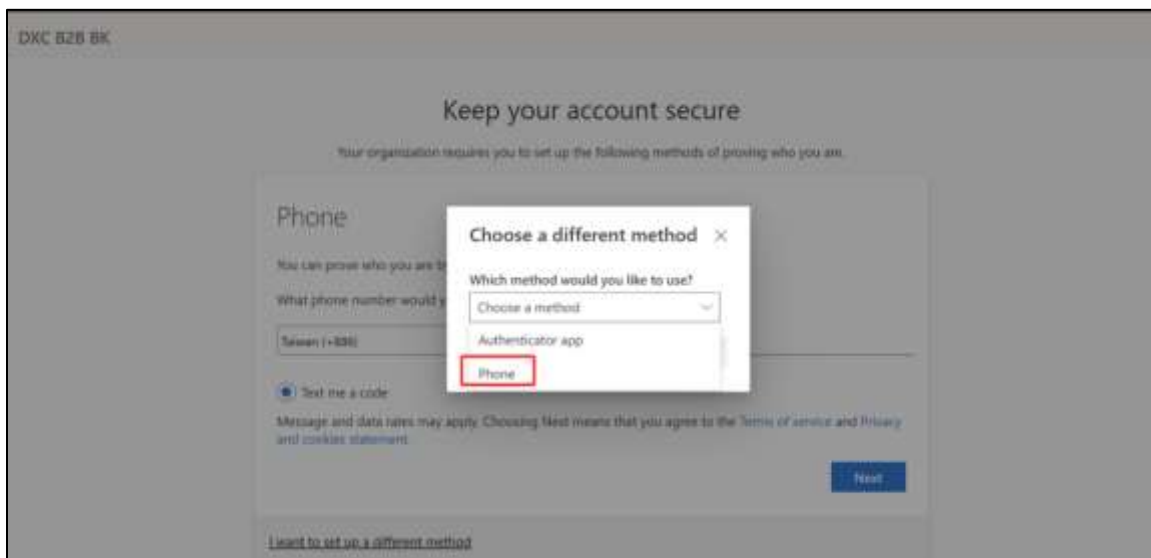 DXC B2B BK
Keep your account secure
Your organization requires you to set up the following methods of proving who you are.
Phone
You can prove who you are b
What phone number would y
Taiwan (+886)
Choose a different method
Which method would you like to use?
Choose a method
Authenticator app
Phone
Text me a code
Message and data rates may apply. Choosing Next means that you agree to the Terms of service and Privacy
and cookies statement.
Next
I want to set up a different method